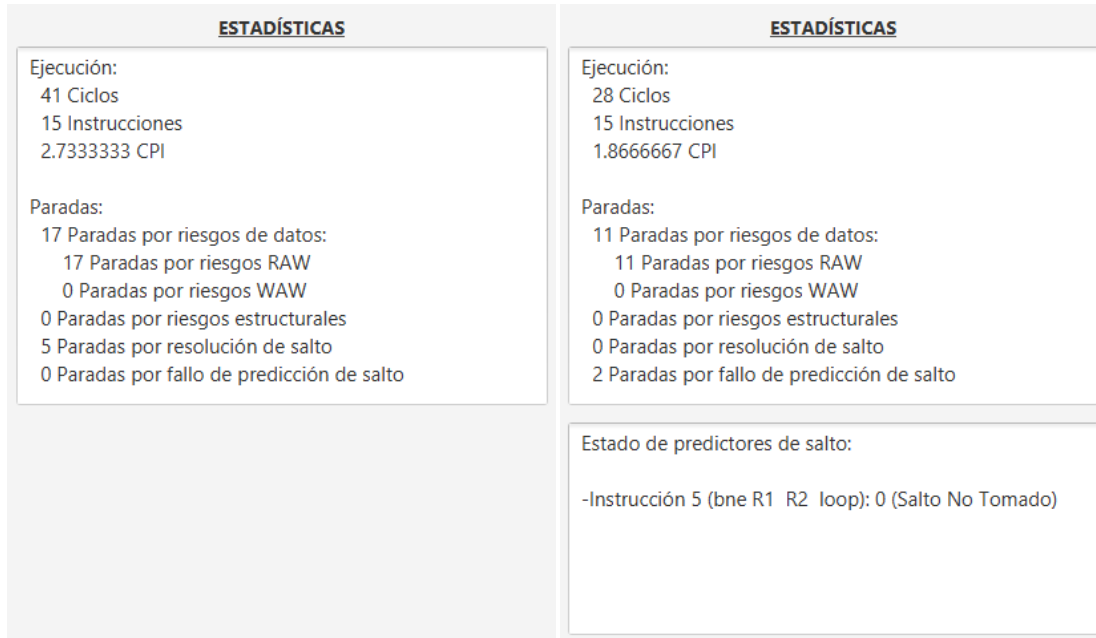 ESTADÍSTICAS
Ejecución:
41 Ciclos
15 Instrucciones
2.7333333 CPI
Paradas:
17 Paradas por riesgos de datos:
17 Paradas por riesgos RAW
0 Paradas por riesgos WAW
0 Paradas por riesgos estructurales
5 Paradas por resolución de salto
0 Paradas por fallo de predicción de salto
ESTADÍSTICAS
Ejecución:
28 Ciclos
15 Instrucciones
1.8666667 CPI
Paradas:
11 Paradas por riesgos de datos:
11 Paradas por riesgos RAW
0 Paradas por riesgos WAW
0 Paradas por riesgos estructurales
0 Paradas por resolución de salto
2 Paradas por fallo de predicción de salto
Estado de predictores de salto:
-Instrucción 5 (bne R1 R2 loop): 0 (Salto No Tomado)